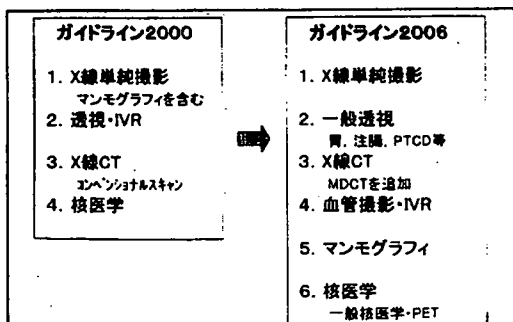 ガイドライン2000
1. X線単純撮影
マンモグラフィを含む
2. 透視・IVR
3. X線CT
コンベンショナルスキャン
4. 核医学
ガイドライン2006
1. X線単純撮影
2. 一般透視
胃, 注腸, PTCD等
3. X線CT
MDCTを追加
4. 血管撮影・IVR
5. マンモグラフィ
6. 核医学
一般核医学・PET